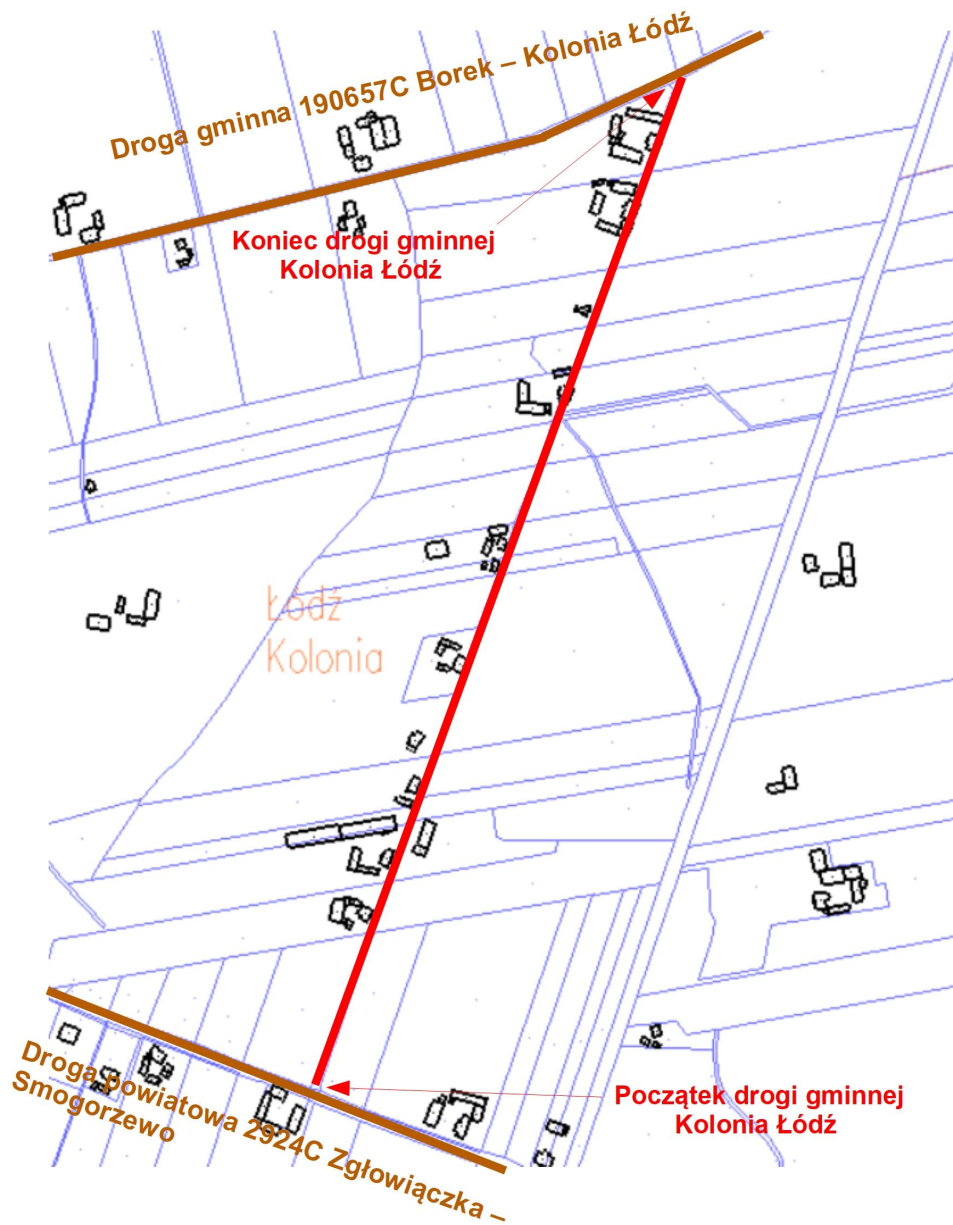 Droga gminna 190657C Borek – Kolonia Łódź
Koniec drogi gminnej
Kolonia Łódź
Łódź
Kolonia
Początek drogi gminnej
Kolonia Łódź
Droga powiatowa 2924C Zgłowiączka –
Smogorzewo